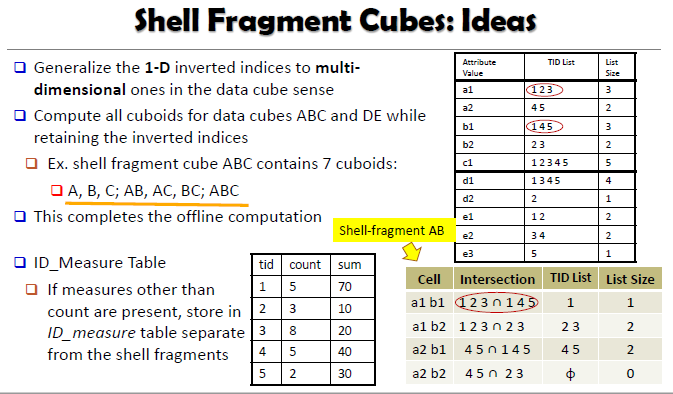 Shell Fragment Cubes: Ideas
Generalize the 1-D inverted indices to multi-
dimensional ones in the data cube sense
Compute all cuboids for data cubes ABC and DE while
retaining the inverted indices
Ex. shell fragment cube ABC contains 7 cuboids:
A, B, C; AB, AC, BC; ABC
This completes the offline computation
ID_Measure Table
If measures other than
count are present, store in
ID_measure table separate
from the shell fragments
tid count sum
1 5 70
2 3 10
3 8 20
4 5 40
5 2 30
Attribute Value TID List List Size
a1 1 2 3 3
a2 4 5 2
b1 1 4 5 3
b2 2 3 2
c1 1 2 3 4 5 5
d1 1 3 4 5 4
d2 2 1
e1 1 2 2
e2 3 4 2
e3 5 1
Shell-fragment AB
Cell Intersection TID List List Size
a1 b1 1 2 3 ∩ 1 4 5 1 1
a1 b2 1 2 3 ∩ 2 3 2 3 2
a2 b1 4 5 ∩ 1 4 5 4 5 2
a2 b2 4 5 ∩ 2 3 ϕ 0